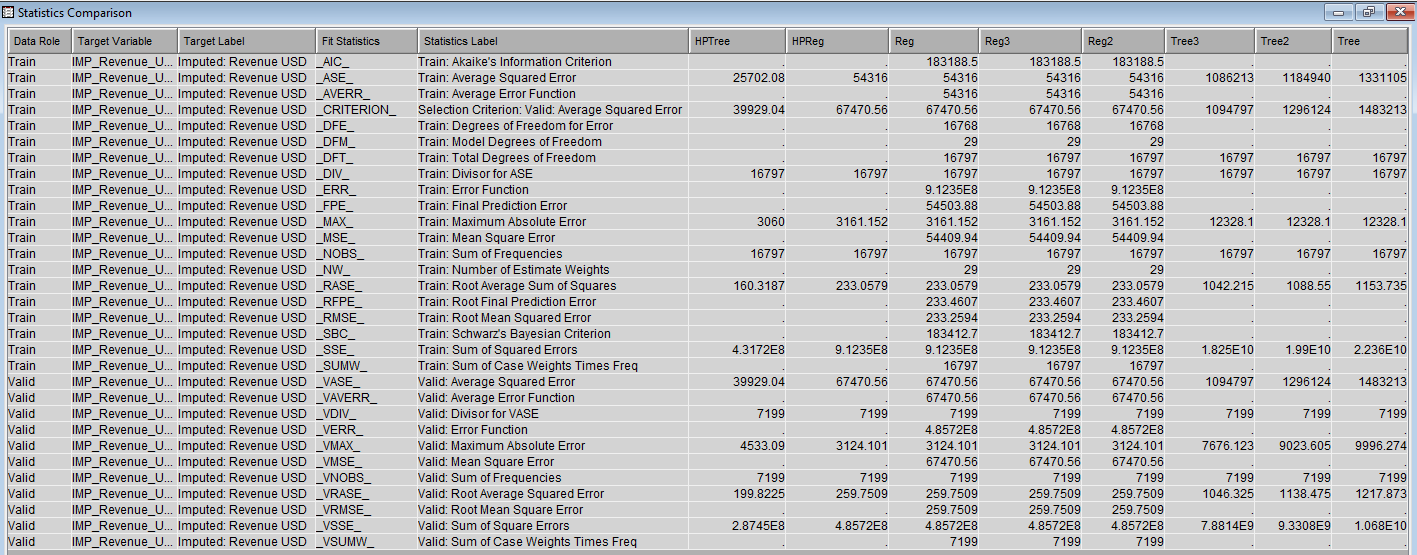 Statistics Comparison
Data Role Target Variable Target Label Fit Statistics Statistics Label HPTree HPReg Reg Reg3 Reg2 Tree3 Tree2 Tree
Train IMP_Revenue_U... Imputed: Revenue USD _AIC_ Train: Akaike's Information Criterion . . 183188.5 183188.5 183188.5 . . .
Train IMP_Revenue_U... Imputed: Revenue USD _ASE_ Train: Average Squared Error 25702.08 54316 54316 54316 54316 1086213 1184940 1331105
Train IMP_Revenue_U... Imputed: Revenue USD _AVERR_ Train: Average Error Function . . 54316 54316 54316 . . .
Train IMP_Revenue_U... Imputed: Revenue USD _CRITERION_ Selection Criterion: Valid: Average Squared Error 39929.04 67470.56 67470.56 67470.56 67470.56 1094797 1296124 1483213
Train IMP_Revenue_U... Imputed: Revenue USD _DFE_ Train: Degrees of Freedom for Error . . 16768 16768 16768 . . .
Train IMP_Revenue_U... Imputed: Revenue USD _DFM_ Train: Model Degrees of Freedom . . 29 29 29 . . .
Train IMP_Revenue_U... Imputed: Revenue USD _DFT_ Train: Total Degrees of Freedom . . 16797 16797 16797 16797 16797 16797
Train IMP_Revenue_U... Imputed: Revenue USD _DIV_ Train: Divisor for ASE 16797 16797 16797 16797 16797 16797 16797 16797
Train IMP_Revenue_U... Imputed: Revenue USD _ERR_ Train: Error Function . . 9.1235E8 9.1235E8 9.1235E8 . . .
Train IMP_Revenue_U... Imputed: Revenue USD _FPE_ Train: Final Prediction Error . . 54503.88 54503.88 54503.88 . . .
Train IMP_Revenue_U... Imputed: Revenue USD _MAX_ Train: Maximum Absolute Error 3060 3161.152 3161.152 3161.152 3161.152 12328.1 12328.1 12328.1
Train IMP_Revenue_U... Imputed: Revenue USD _MSE_ Train: Mean Square Error . . 54409.94 54409.94 54409.94 . . .
Train IMP_Revenue_U... Imputed: Revenue USD _NOBS_ Train: Sum of Frequencies 16797 16797 16797 16797 16797 16797 16797 16797
Train IMP_Revenue_U... Imputed: Revenue USD _NW_ Train: Number of Estimate Weights . . 29 29 29 . . .
Train IMP_Revenue_U... Imputed: Revenue USD _RASE_ Train: Root Average Sum of Squares 160.3187 233.0579 233.0579 233.0579 233.0579 1042.215 1088.55 1153.735
Train IMP_Revenue_U... Imputed: Revenue USD _RFPE_ Train: Root Final Prediction Error . . 233.4607 233.4607 233.4607 . . .
Train IMP_Revenue_U... Imputed: Revenue USD _RMSE_ Train: Root Mean Squared Error . . 233.2594 233.2594 233.2594 . . .
Train IMP_Revenue_U... Imputed: Revenue USD _SBC_ Train: Schwarz's Bayesian Criterion . . 183412.7 183412.7 183412.7 . . .
Train IMP_Revenue_U... Imputed: Revenue USD _SSE_ Train: Sum of Squared Errors 4.3172E8 9.1235E8 9.1235E8 9.1235E8 9.1235E8 1.825E10 1.99E10 2.236E10
Train IMP_Revenue_U... Imputed: Revenue USD _SUMW_ Train: Sum of Case Weights Times Freq . . 16797 16797 16797 . . .
Valid IMP_Revenue_U... Imputed: Revenue USD _VASE_ Valid: Average Squared Error 39929.04 67470.56 67470.56 67470.56 67470.56 1094797 1296124 1483213
Valid IMP_Revenue_U... Imputed: Revenue USD _VAVERR_ Valid: Average Error Function . . 67470.56 67470.56 67470.56 . . .
Valid IMP_Revenue_U... Imputed: Revenue USD _VDIV_ Valid: Divisor for VASE 7199 7199 7199 7199 7199 7199 7199 7199
Valid IMP_Revenue_U... Imputed: Revenue USD _VERR_ Valid: Error Function . . 4.8572E8 4.8572E8 4.8572E8 . . .
Valid IMP_Revenue_U... Imputed: Revenue USD _VMAX_ Valid: Maximum Absolute Error 4533.09 3124.101 3124.101 3124.101 3124.101 7676.123 9023.605 9996.274
Valid IMP_Revenue_U... Imputed: Revenue USD _VMSE_ Valid: Mean Square Error . . 67470.56 67470.56 67470.56 . . .
Valid IMP_Revenue_U... Imputed: Revenue USD _VNOBS_ Valid: Sum of Frequencies 7199 7199 7199 7199 7199 7199 7199 7199
Valid IMP_Revenue_U... Imputed: Revenue USD _VRASE_ Valid: Root Average Squared Error 199.8225 259.7509 259.7509 259.7509 259.7509 1046.325 1138.475 1217.873
Valid IMP_Revenue_U... Imputed: Revenue USD _VRMSE_ Valid: Root Mean Square Error . . 259.7509 259.7509 259.7509 . . .
Valid IMP_Revenue_U... Imputed: Revenue USD _VSSE_ Valid: Sum of Square Errors 2.8745E8 4.8572E8 4.8572E8 4.8572E8 4.8572E8 7.8814E9 9.3308E9 1.068E10
Valid IMP_Revenue_U... Imputed: Revenue USD _VSUMW_ Valid: Sum of Case Weights Times Freq . . 7199 7199 7199 . . .